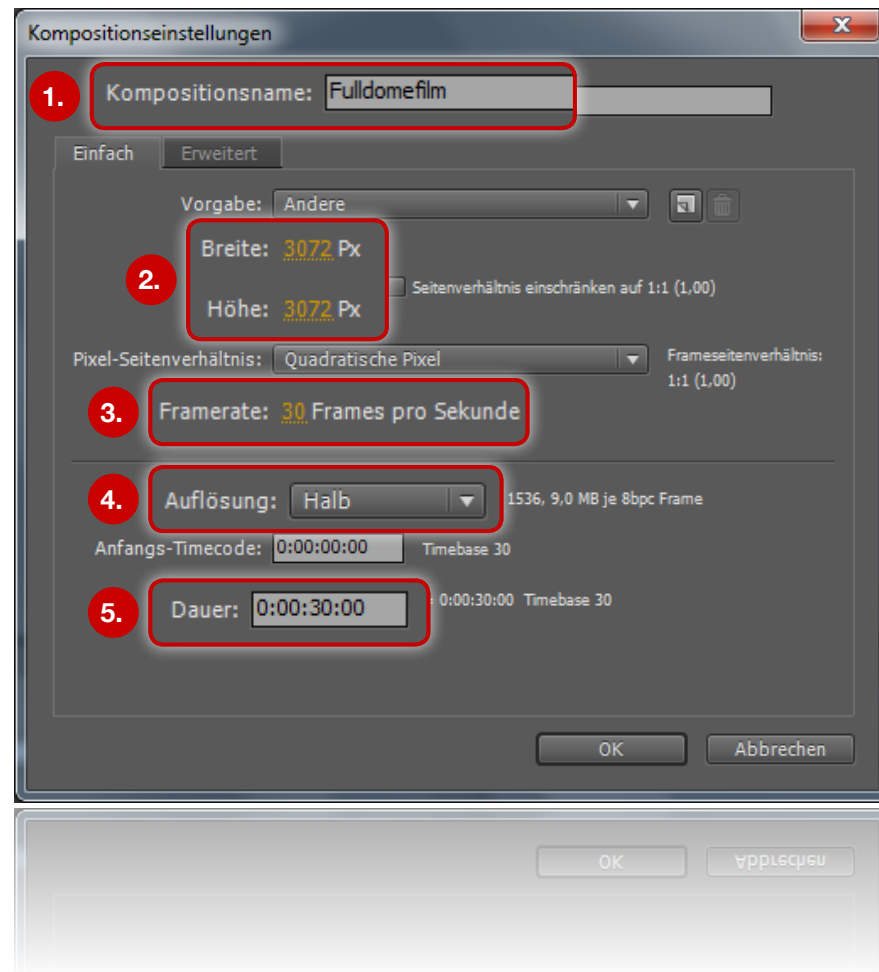 Kompositionseinstellungen
1. Kompositionsname: Fulldomefilm
Einfach Erweitert
Vorgabe: Andere
Breite: 3072 Px
2. Seitenverhältnis einschränken auf 1:1 (1,00)
Höhe: 3072 Px
Pixel-Seitenverhältnis: Quadratische Pixel Frameseitenverhältnis:
1:1 (1,00)
3. Framerate: 30 Frames pro Sekunde
4. Auflösung: Halb 1536, 9,0 MB je 8bpc Frame
Anfangs-Timecode: 0:00:00:00 Timebase 30
5. Dauer: 0:00:30:00 0:00:30:00 Timebase 30
OK Abbrechen
OK Abbrechen